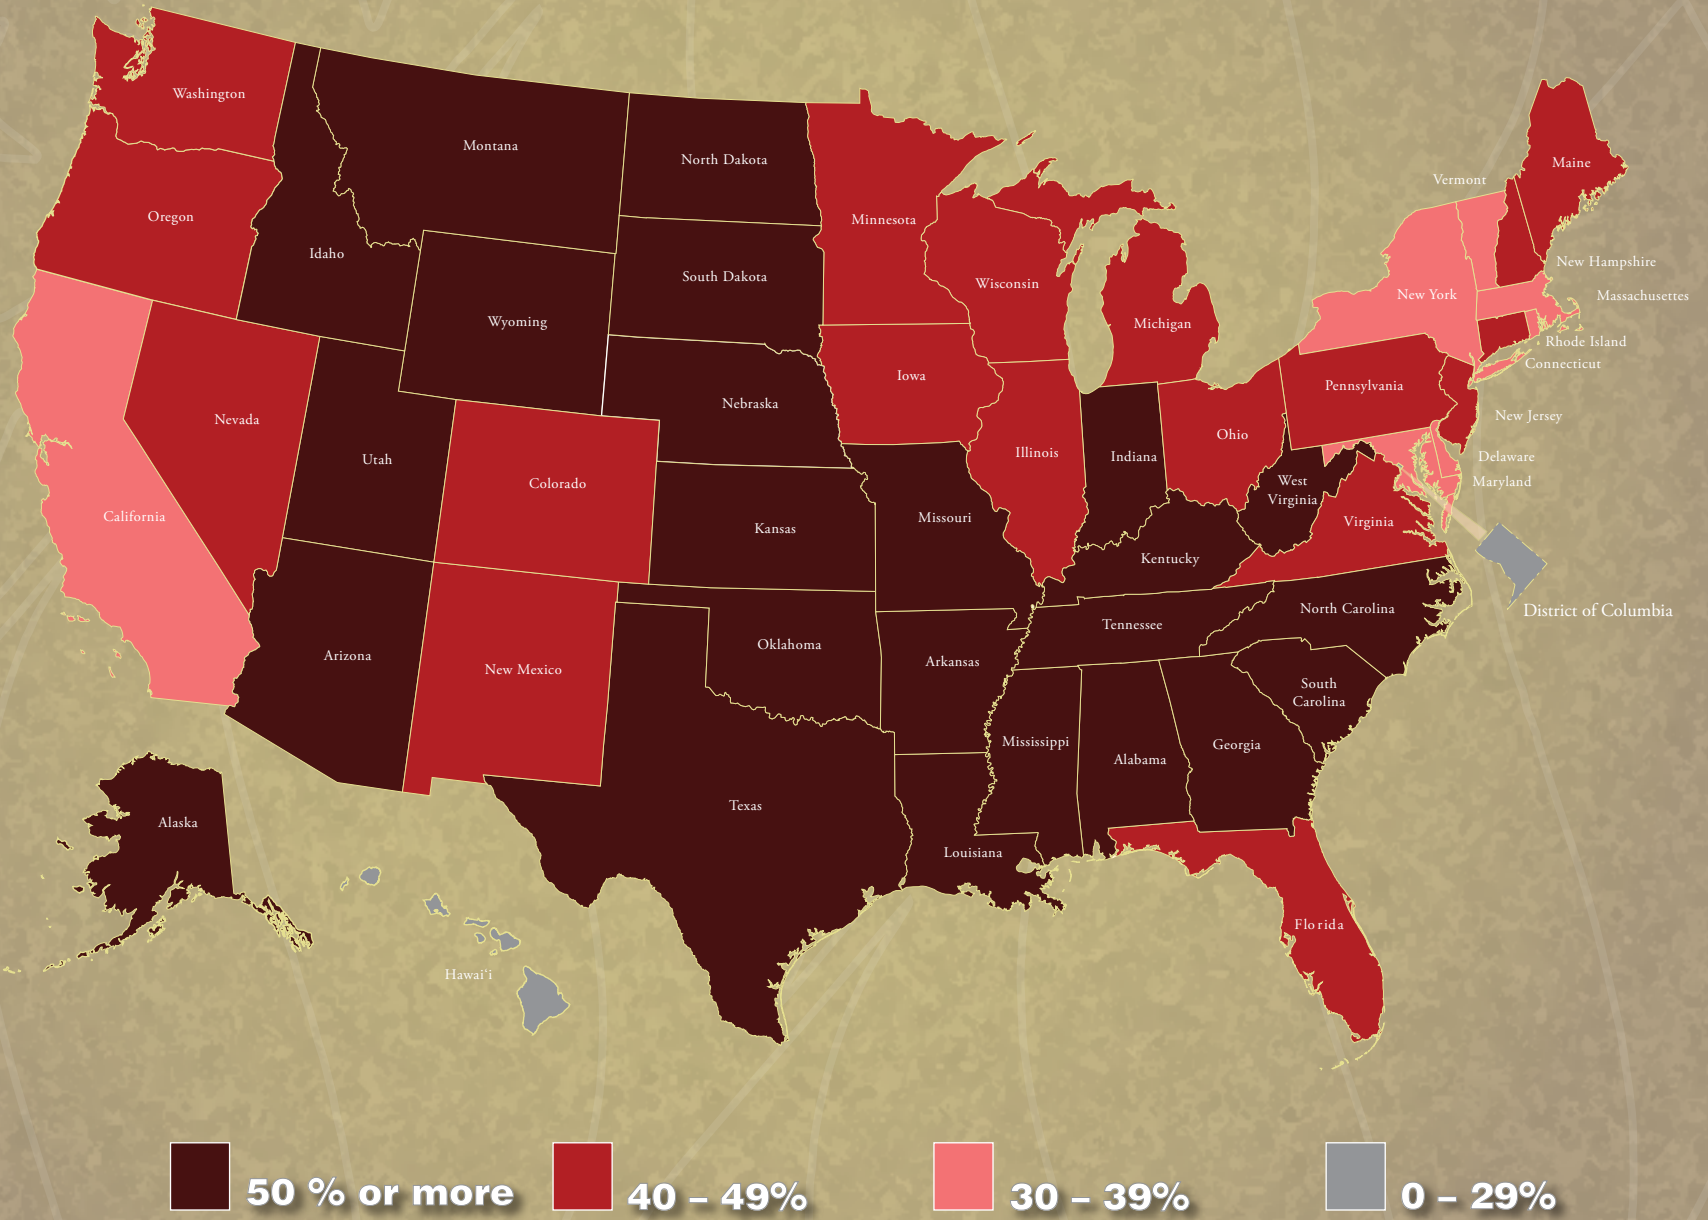 Washington
Montana
North Dakota
Minnesota
Maine
Vermont
Oregon
Idaho
South Dakota
Wisconsin
New Hampshire
New York
Massachusettes
Wyoming
Michigan
Rhode Island
Connecticut
Iowa
Pennsylvania
Nebraska
New Jersey
Nevada
Ohio
Utah
Illinois
Indiana
Delaware
Colorado
West
Virginia
Maryland
California
Kansas
Missouri
Virginia
Kentucky
District of Columbia
North Carolina
Tennessee
Arizona
New Mexico
Oklahoma
Arkansas
South
Carolina
Mississippi
Alabama
Georgia
Texas
Alaska
Louisiana
Florida
Hawai'i
50 % or more
40 – 49%
30 – 39%
0 – 29%